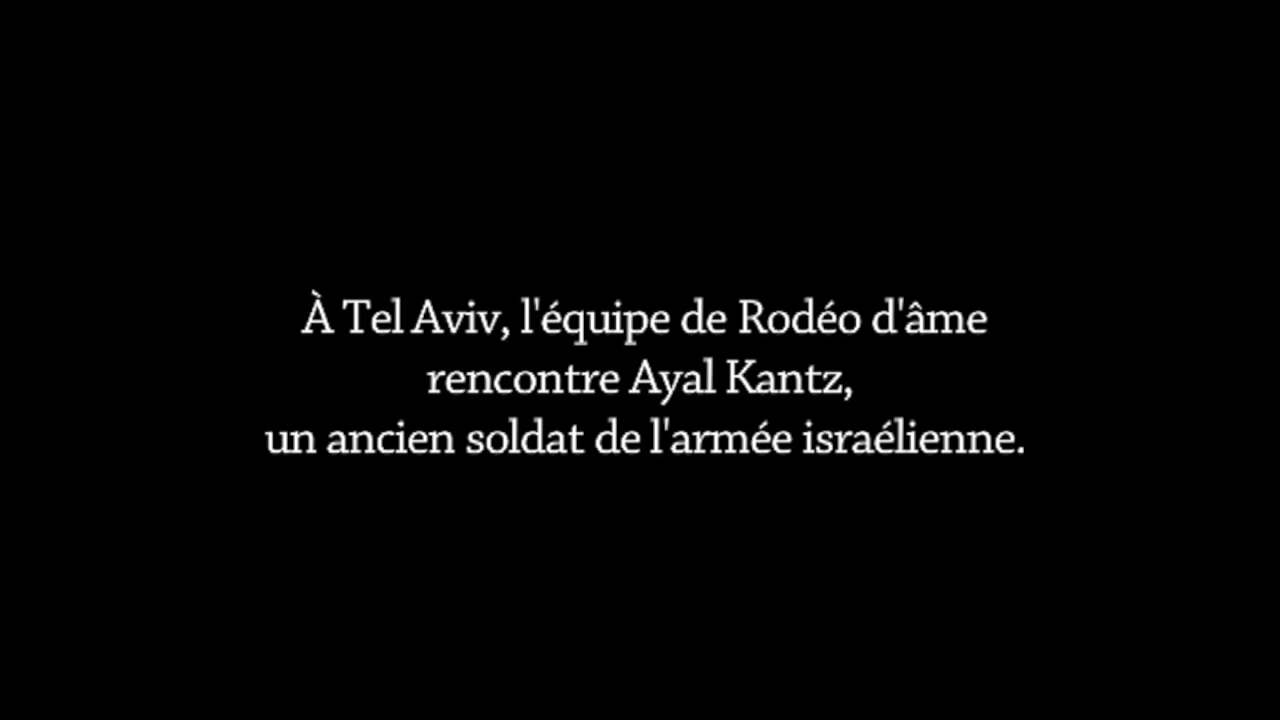 À Tel Aviv, l'équipe de Rodéo d'âme
rencontre Ayal Kantz,
un ancien soldat de l'armée israélienne.